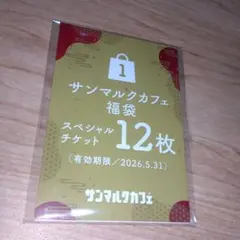 1
サンマルクカフェ
福袋
スペシャル
チケット 12枚
(有効期限/2026.5.31)
サンマルクカフェ